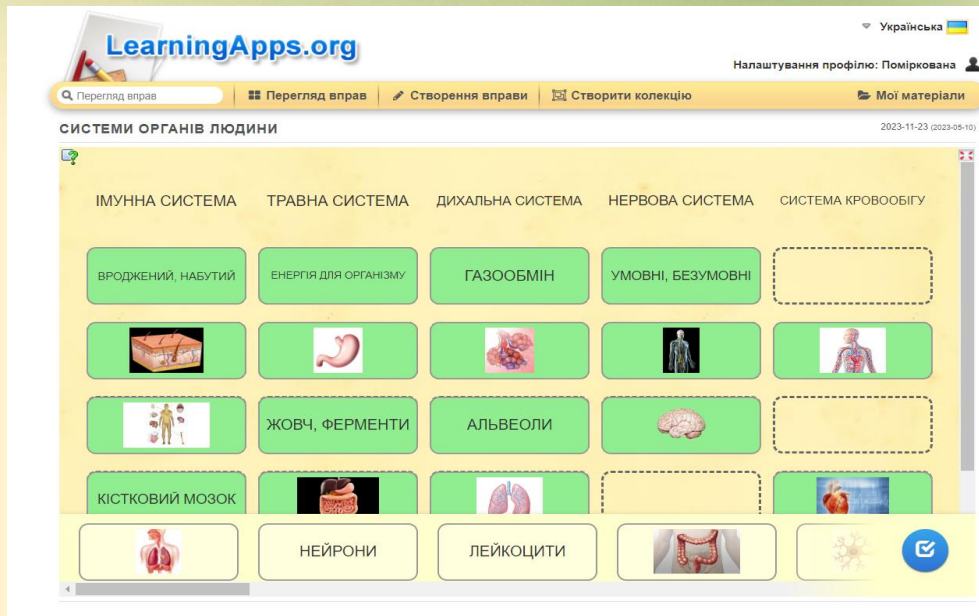 LearningApps.org
Українська
Налаштування профілю: Поміркована
Перегляд вправ
Перегляд вправ
Створення вправи
Створити колекцію
Мої матеріали
СИСТЕМИ ОРГАНІВ ЛЮДИНИ
2023-11-23 (2023-05-10)
ІМУННА СИСТЕМА
ТРАВНА СИСТЕМА
ДИХАЛЬНА СИСТЕМА
НЕРВОВА СИСТЕМА
СИСТЕМА КРОВООБІГУ
ВРОДЖЕНИЙ, НАБУТИЙ
ЕНЕРГІЯ ДЛЯ ОРГАНІЗМУ
ГАЗООБМІН
УМОВНІ, БЕЗУМОВНІ
ЖОВЧ, ФЕРМЕНТИ
АЛЬВЕОЛИ
КІСТКОВИЙ МОЗОК
НЕЙРОНИ
ЛЕЙКОЦИТИ